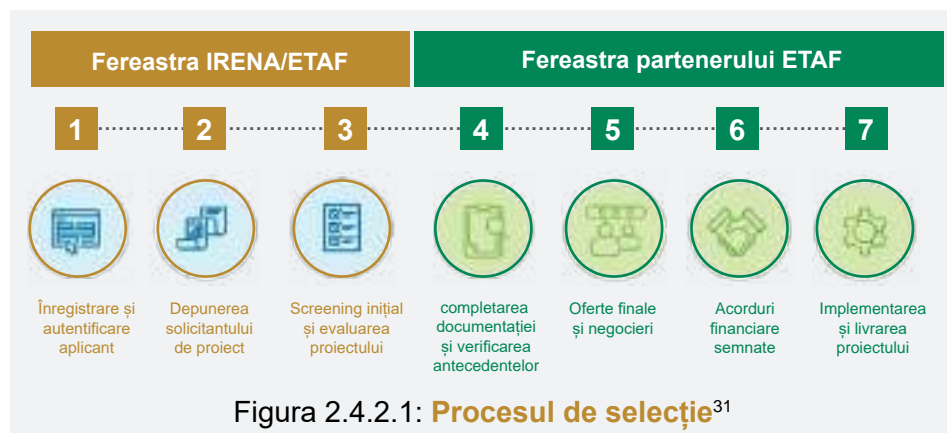 Fereastra IRENA/ETAF
Fereastra partenerului ETAF
1
2
3
4
5
6
7
Înregistrare și
autentificare
aplicant
Depunerea
solicitantului
de proiect
Screening inițial
și evaluarea
proiectului
completarea
documentației
și verificarea
antecedentelor
Oferte finale
și negocieri
Acorduri
financiare
semnate
Implementarea
și livrarea
proiectului
Figura 2.4.2.1: Procesul de selecție31